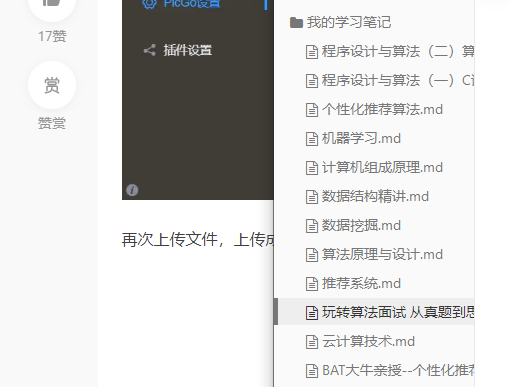 PicGo设置
插件设置
17赞
赏
赞赏
再次上传文件，上传成
我的学习笔记
程序设计与算法（二）算
程序设计与算法（一）C语
个性化推荐算法.md
机器学习.md
计算机组成原理.md
数据结构精讲.md
数据挖掘.md
算法原理与设计.md
推荐系统.md
玩转算法面试 从真题到思
云计算技术.md
BAT大牛亲授--个性化推荐